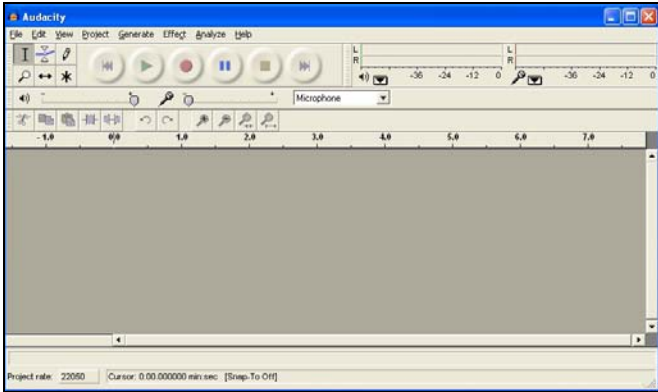 Audacity
File Edit View Project Generate Effect Analyze Help
L
R
-36 -24 -12 0
L
R
-36 -24 -12 0
- + - + Microphone
- 1.0 0.0 1.0 2.0 3.0 4.0 5.0 6.0 7.0
Project rate: 22050 Cursor: 0:00.000000 min:sec [Snap-To Off]